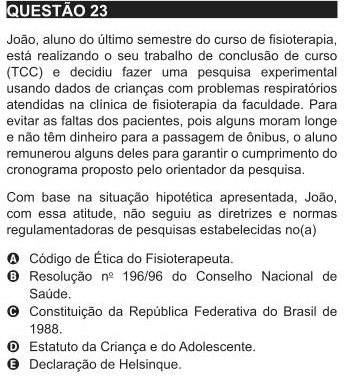 QUESTÃO 23
João, aluno do último semestre do curso de fisioterapia,
está realizando o seu trabalho de conclusão de curso
(TCC) e decidiu fazer uma pesquisa experimental
usando dados de crianças com problemas respiratórios
atendidas na clínica de fisioterapia da faculdade. Para
evitar as faltas dos pacientes, pois alguns moram longe
e não têm dinheiro para a passagem de ônibus, o aluno
remunerou alguns deles para garantir o cumprimento do
cronograma proposto pelo orientador da pesquisa.
Com base na situação hipotética apresentada, João,
com essa atitude, não seguiu as diretrizes e normas
regulamentadoras de pesquisas estabelecidas no(a)
A Código de Ética do Fisioterapeuta.
B Resolução nº 196/96 do Conselho Nacional de
Saúde.
C Constituição da República Federativa do Brasil de
1988.
D Estatuto da Criança e do Adolescente.
E Declaração de Helsinque.